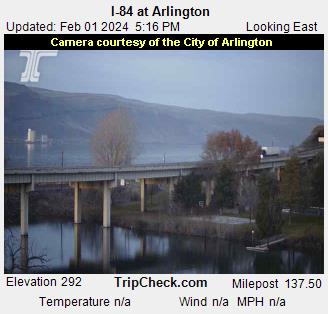 I-84 at Arlington
Updated: Feb 01 2024 5:16 PM Looking East
Camera courtesy of the City of Arlington
Elevation 292 TripCheck.com Milepost 137.50
Temperature n/a Wind n/a MPH n/a